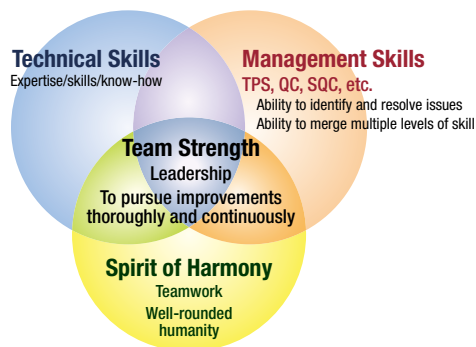 Technical Skills
Expertise/skills/know-how
Management Skills
TPS, QC, SQC, etc.
Ability to identify and resolve issues
Ability to merge multiple levels of skill
Team Strength
Leadership
To pursue improvements
thoroughly and continuously
Spirit of Harmony
Teamwork
Well-rounded
humanity